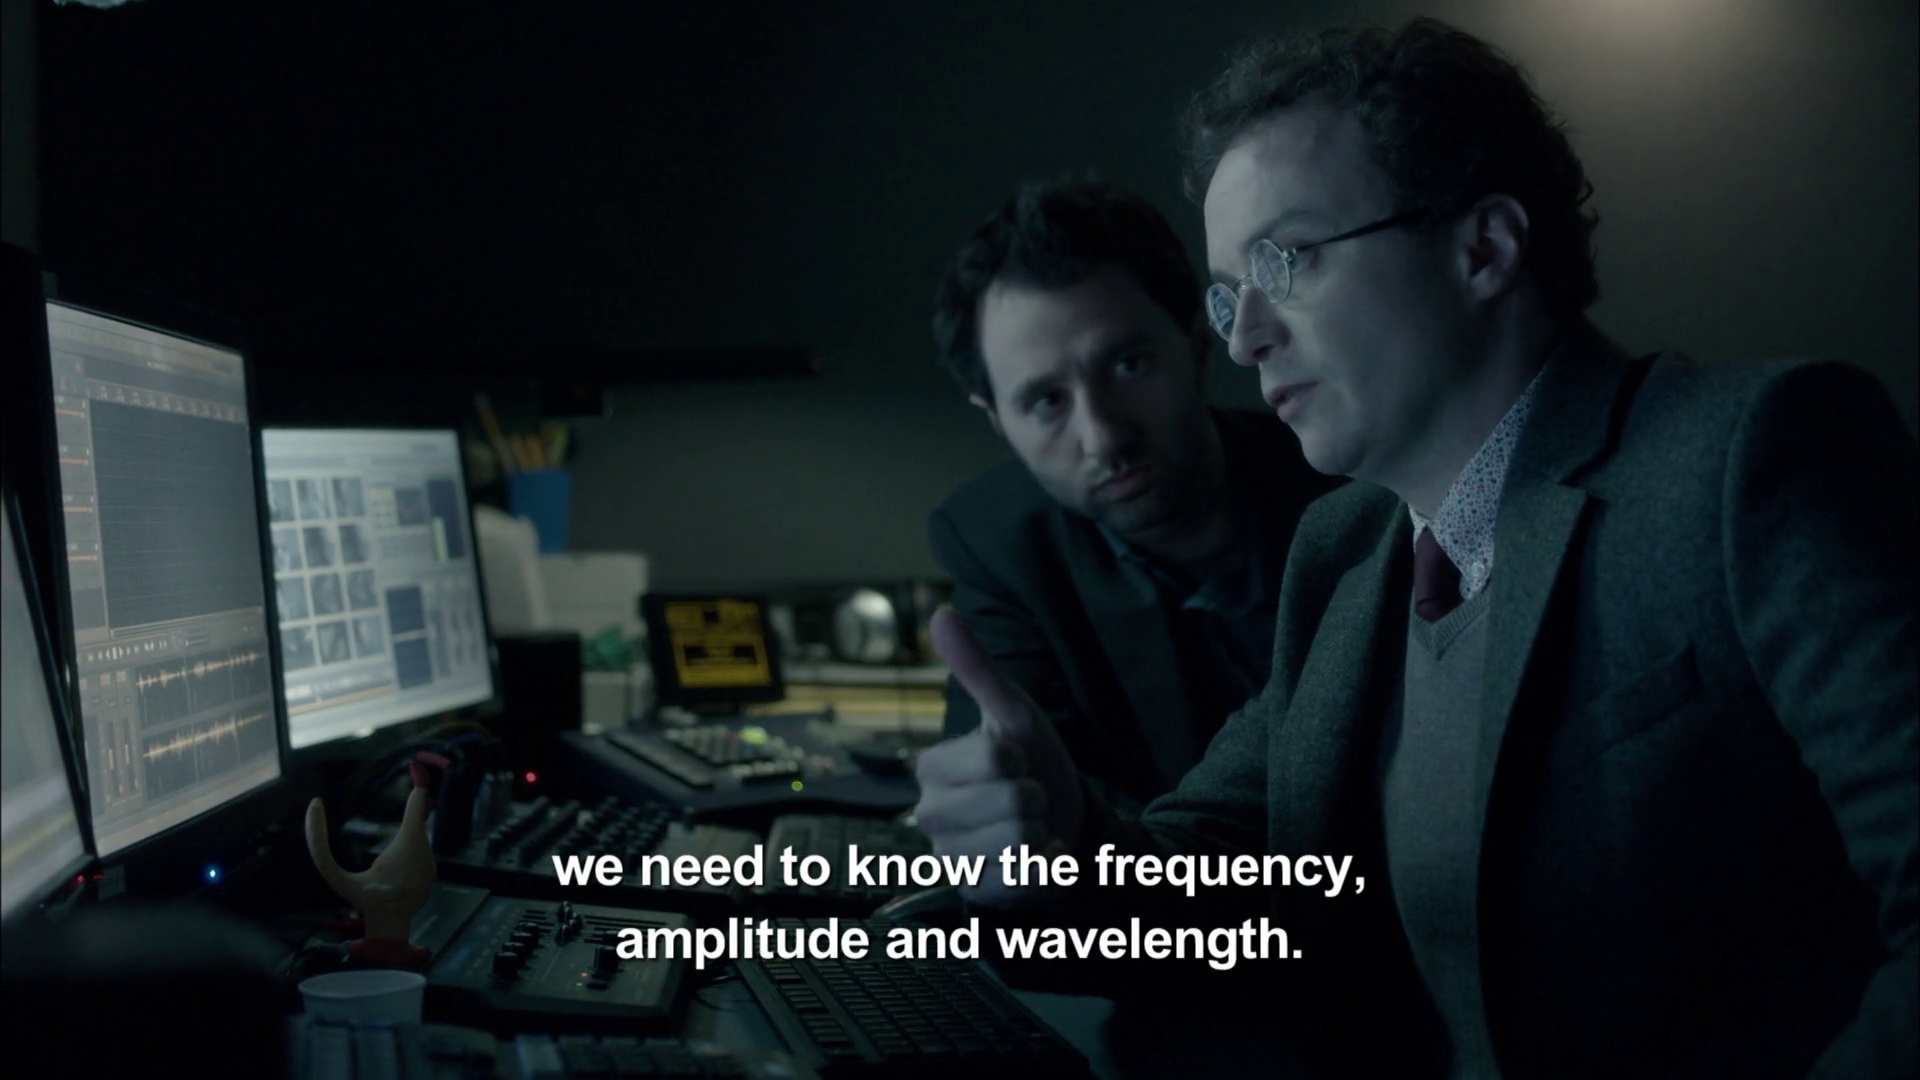 we need to know the frequency,
amplitude and wavelength.